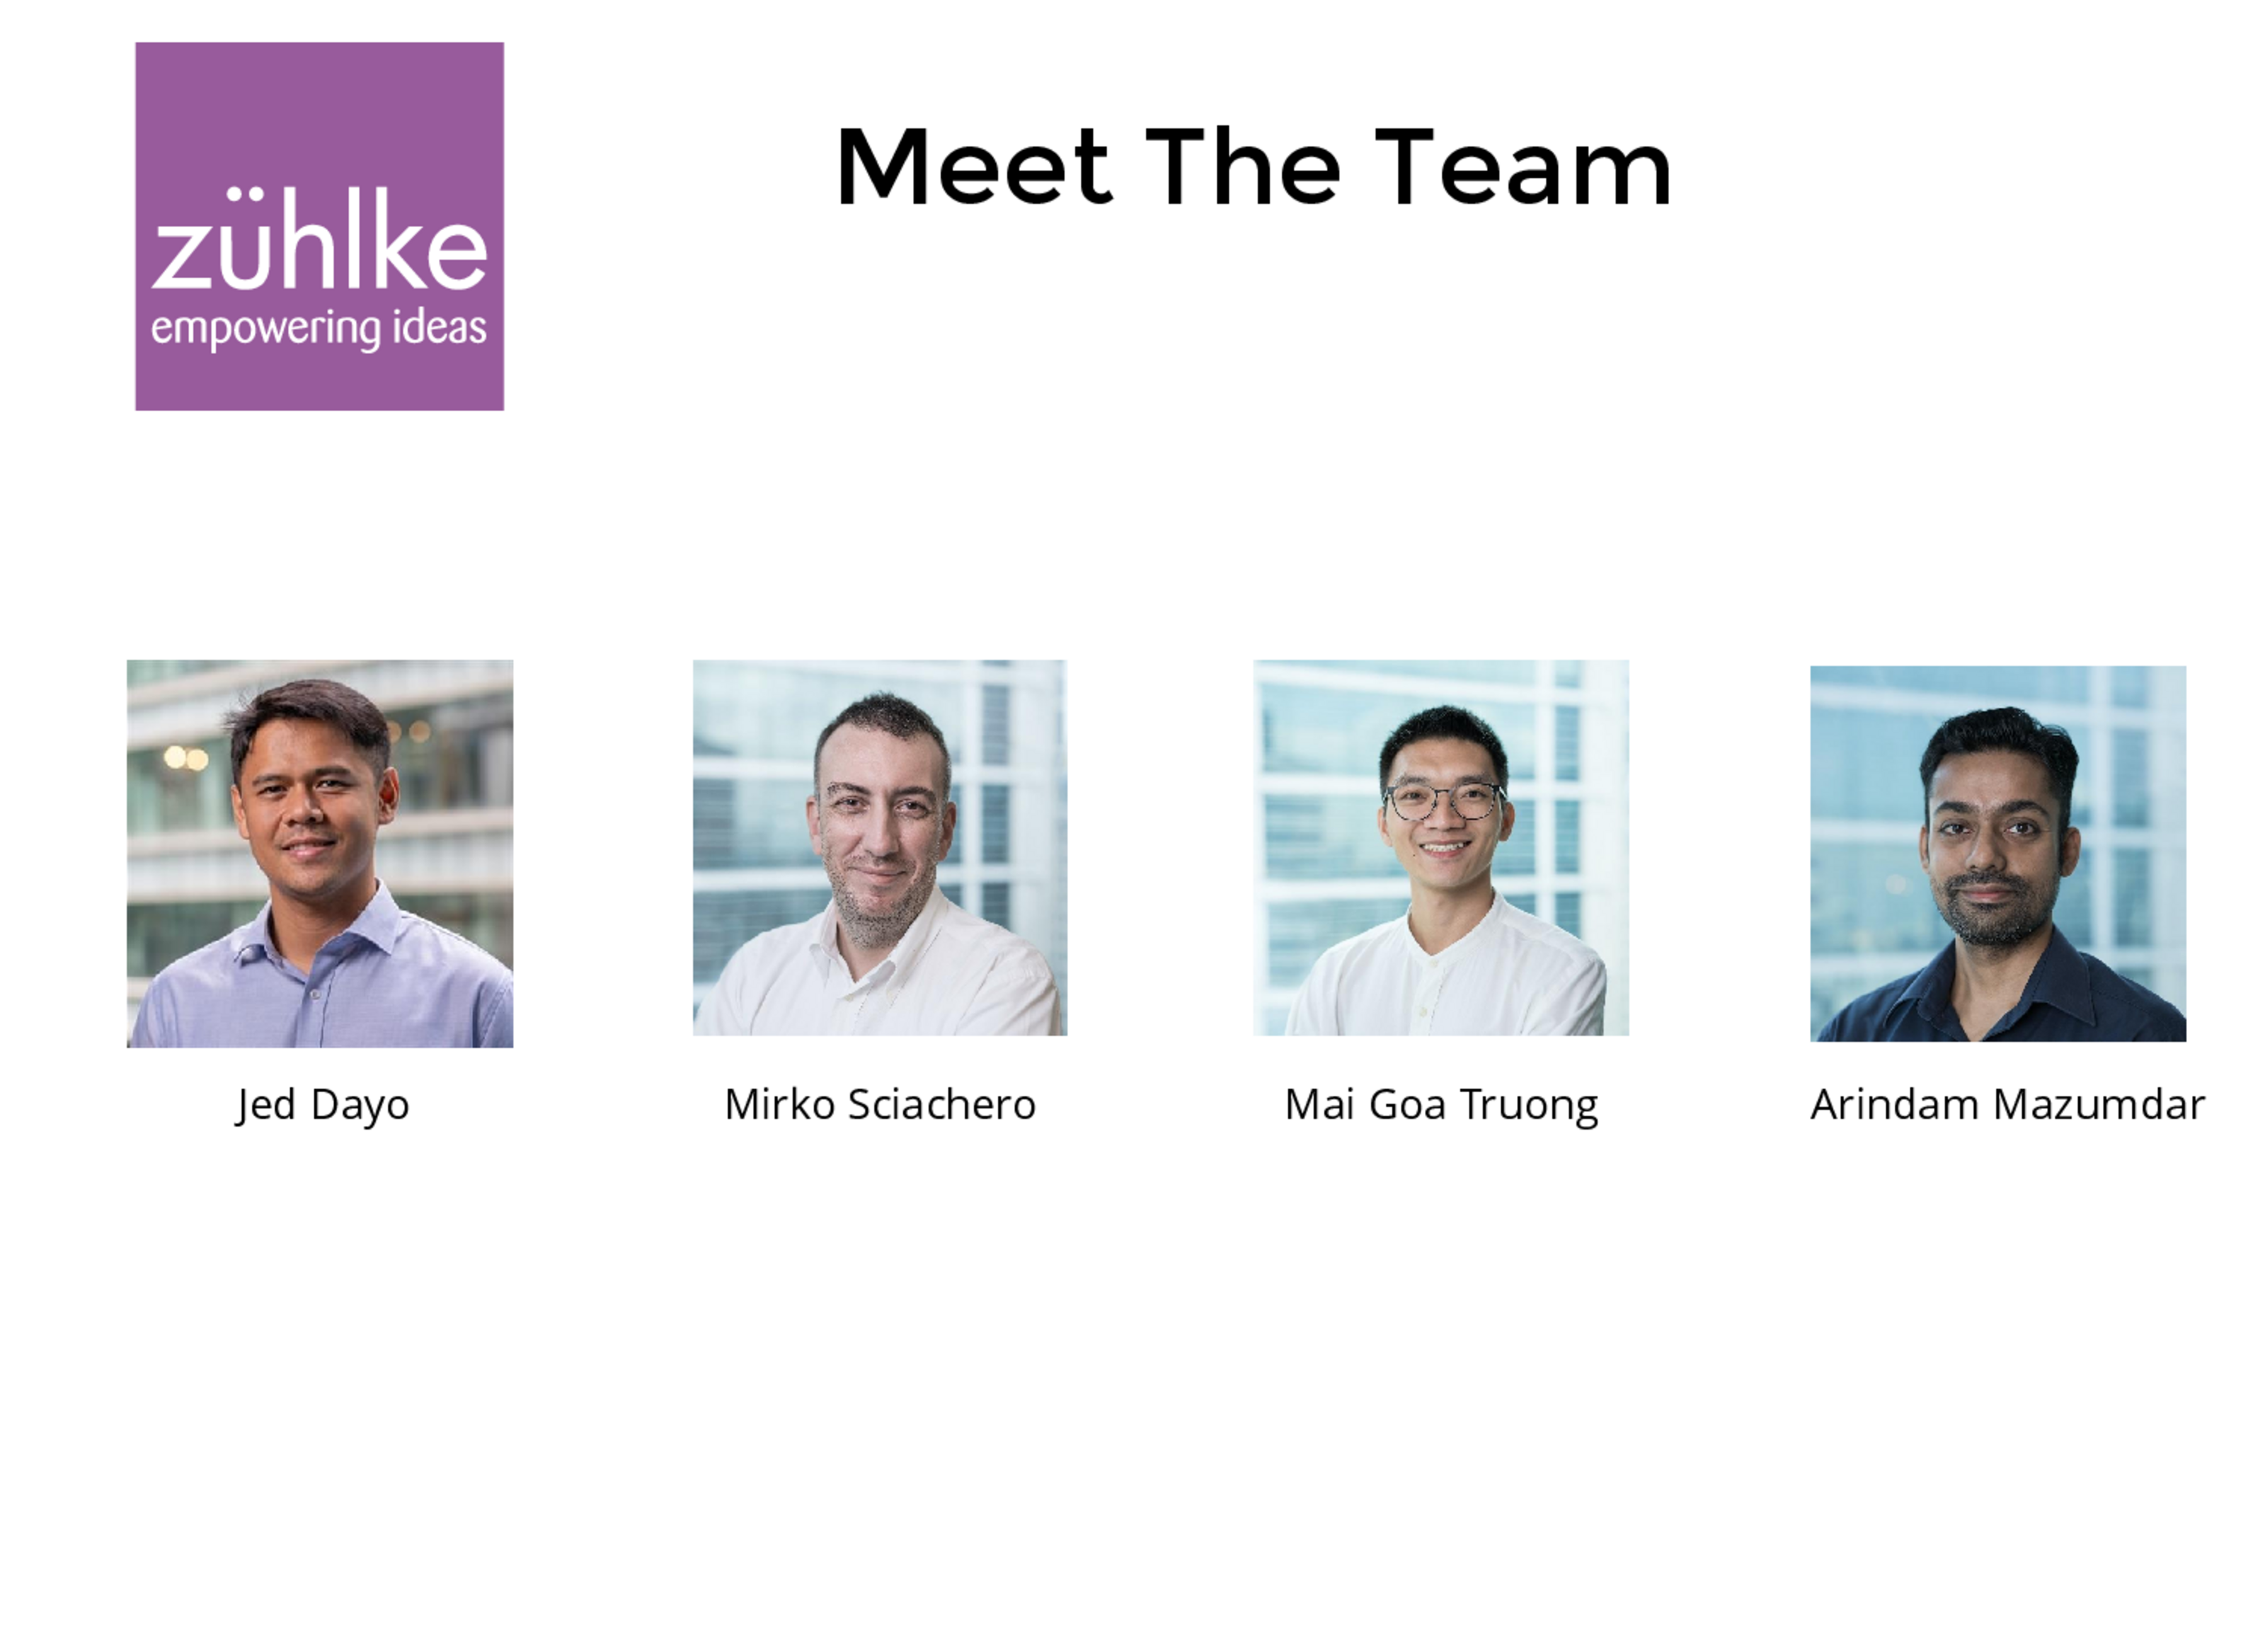 zühlke
empowering ideas
Meet The Team
Jed Dayo
Mirko Sciachero
Mai Goa Truong
Arindam Mazumdar